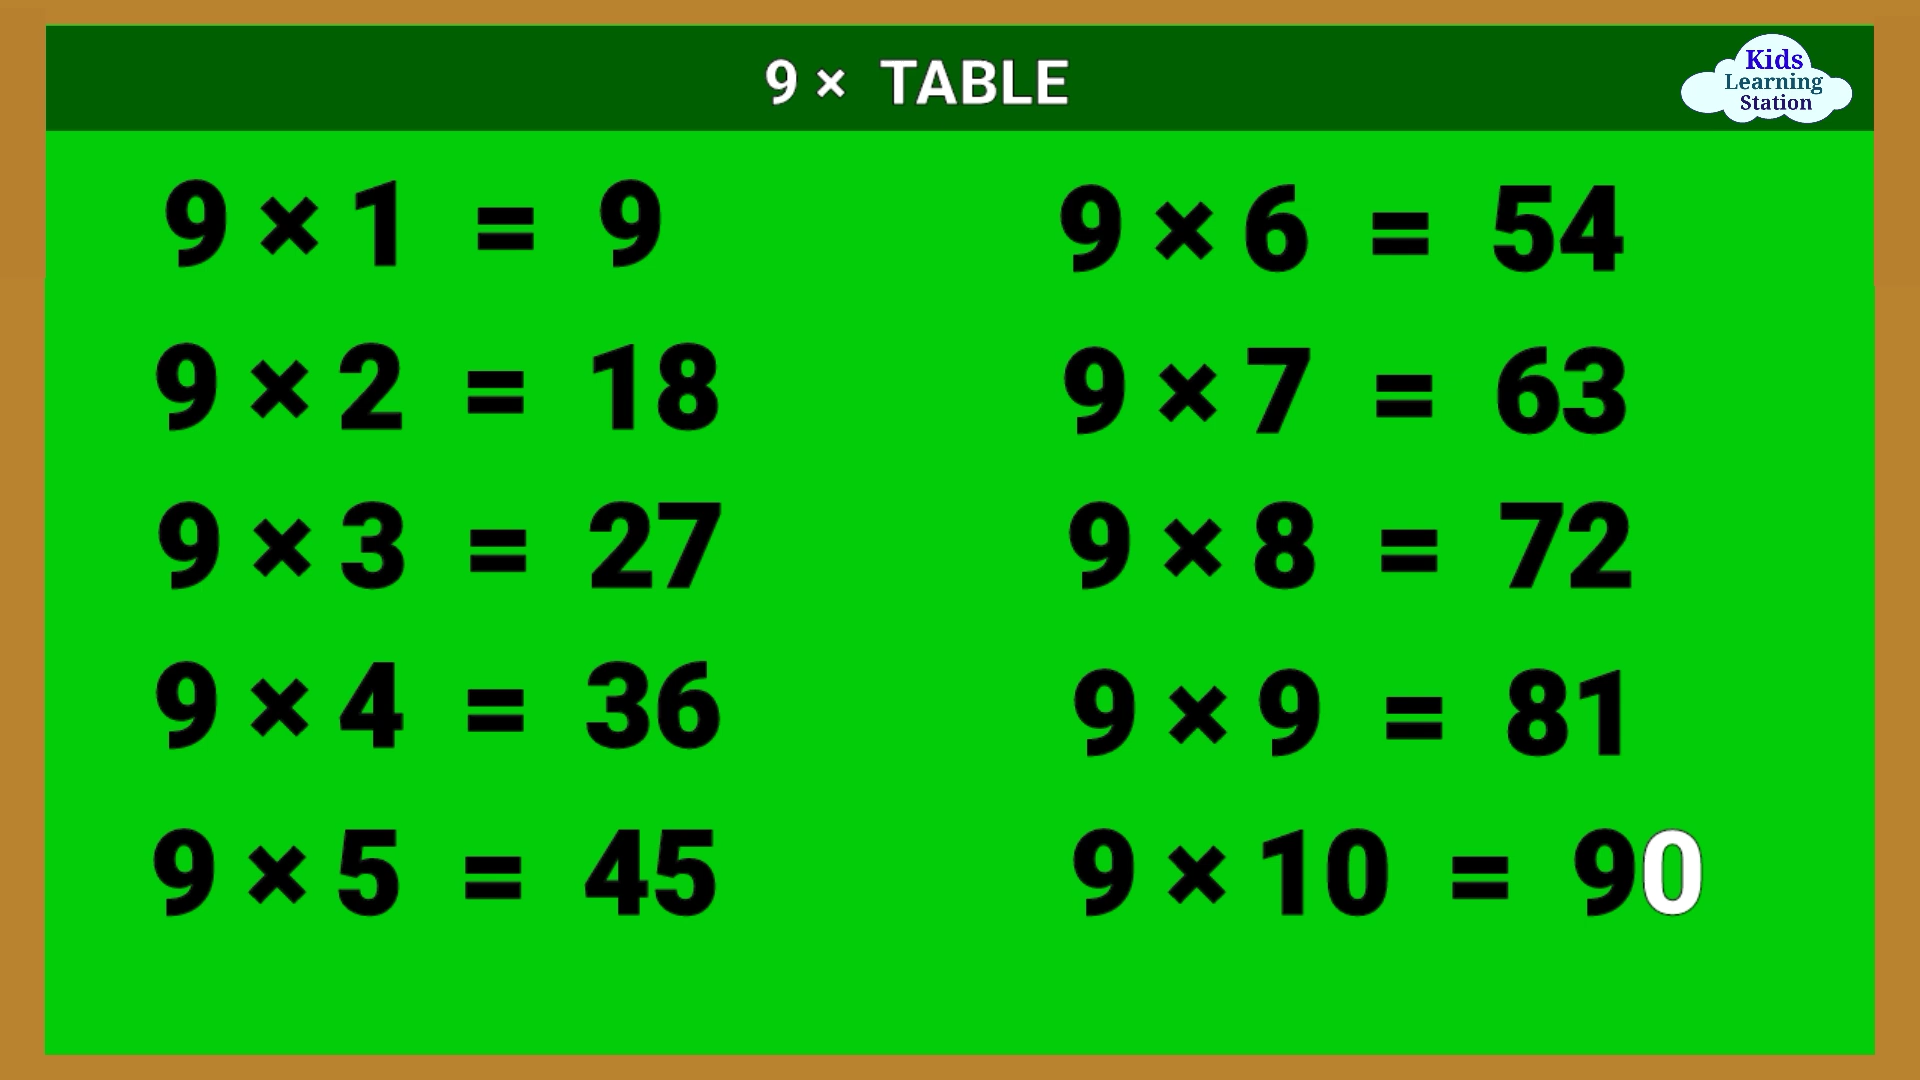 9 × TABLE
Kids
Learning
Station
9 × 1 = 9
9 × 2 = 18
9 × 3 = 27
9 × 4 = 36
9 × 5 = 45
9 × 6 = 54
9 × 7 = 63
9 × 8 = 72
9 × 9 = 81
9 × 10 = 90